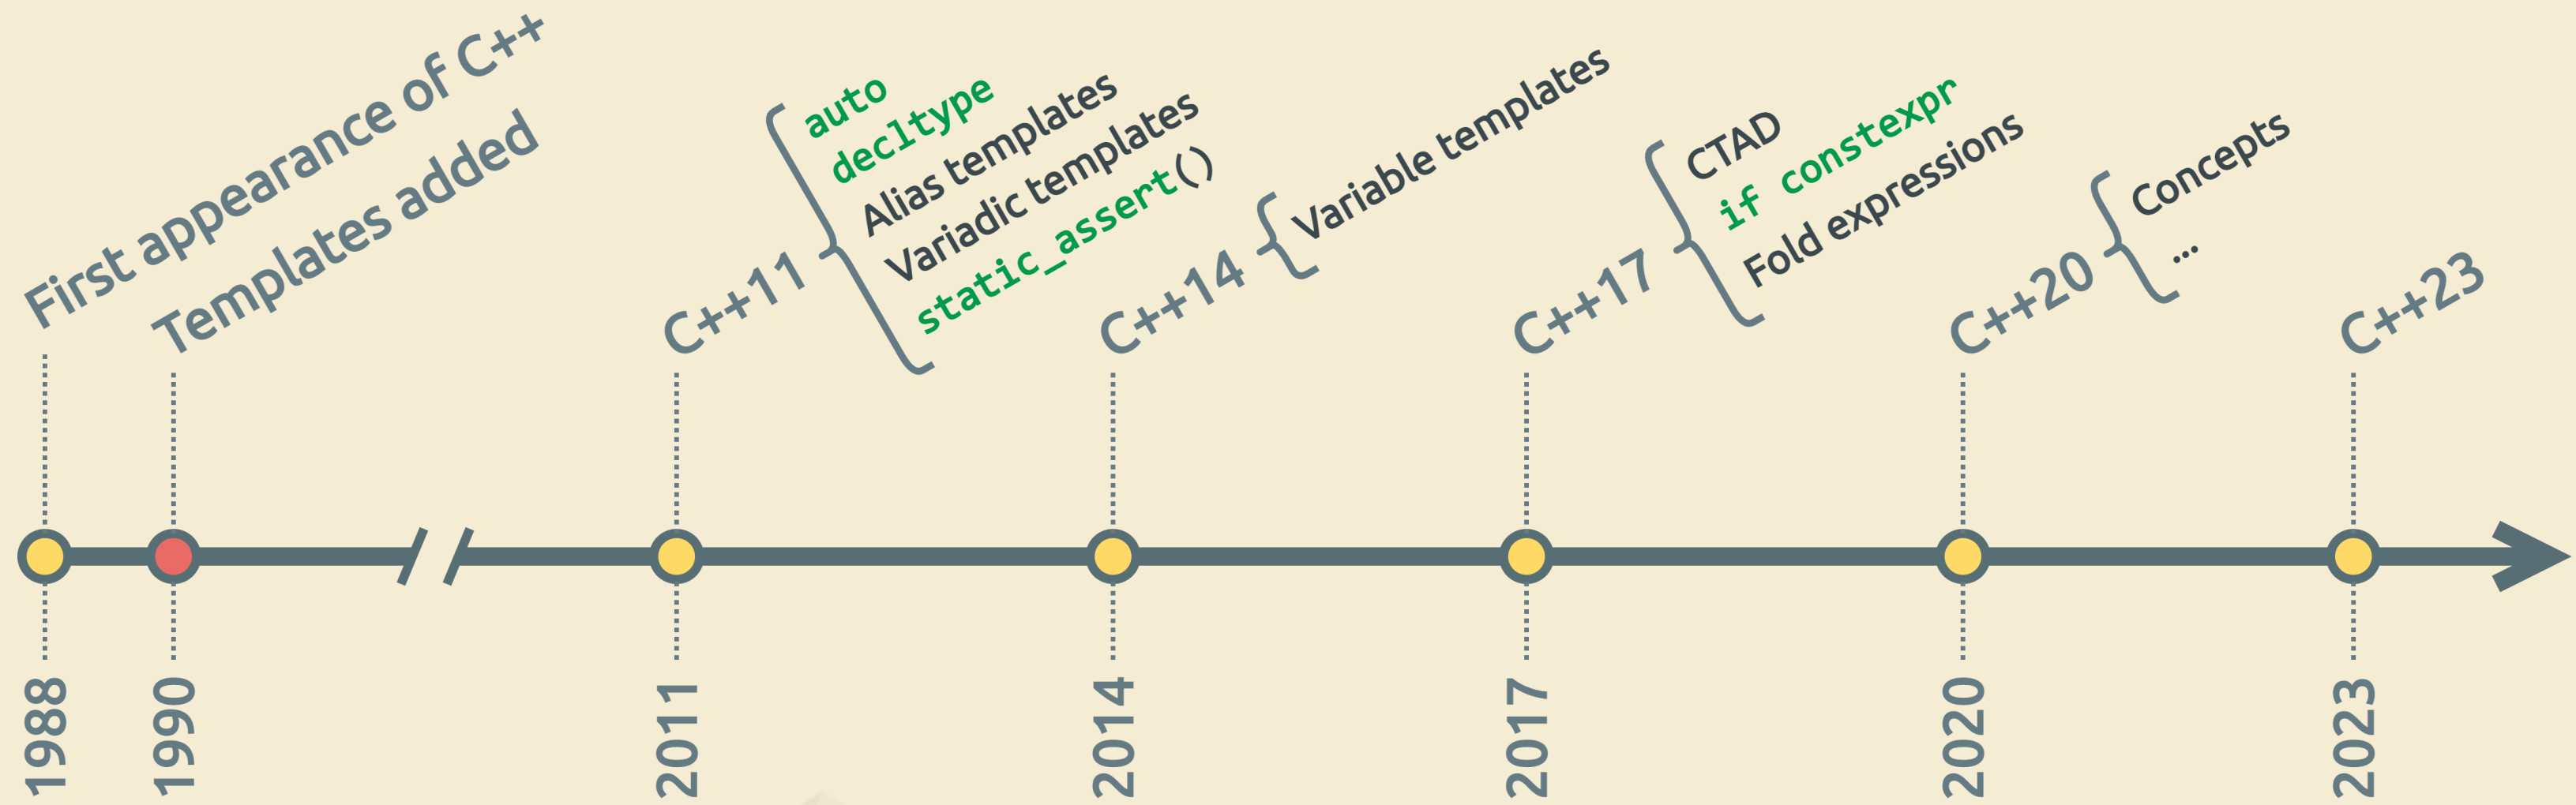 First appearance of C++
Templates added
C++11
auto
decltype
Alias templates
Variadic templates
static_assert()
C++14
Variable templates
C++17
CTAD
if constexpr
Fold expressions
C++20
Concepts
...
C++23
1988
1990
2011
2014
2017
2020
2023